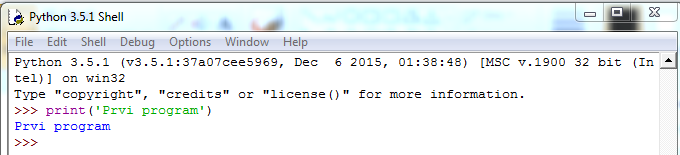 Python 3.5.1 Shell
File Edit Shell Debug Options Window Help
Python 3.5.1 (v3.5.1:37a07cee5969, Dec  6 2015, 01:38:48) [MSC v.1900 32 bit (In
tel)] on win32
Type "copyright", "credits" or "license()" for more information.
>>> print('Prvi program')
Prvi program
>>>